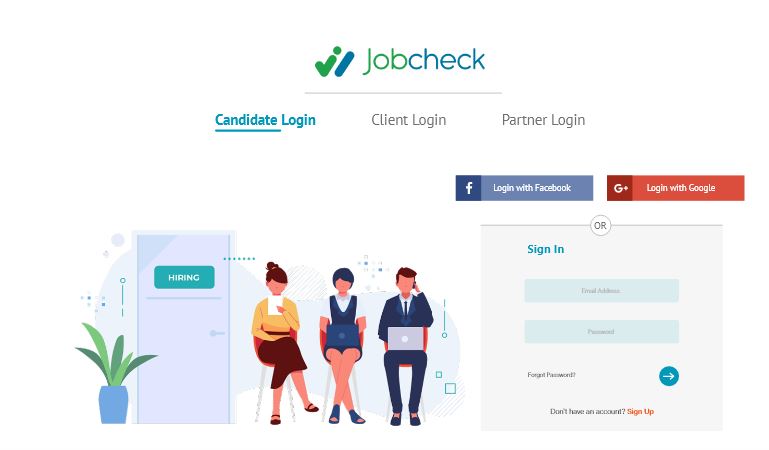 Jobcheck
Candidate Login Client Login Partner Login
Login with Facebook
G+ Login with Google
OR
Sign In
HIRING
Email Address
Password
Forgot Password?
Don't have an account? Sign Up